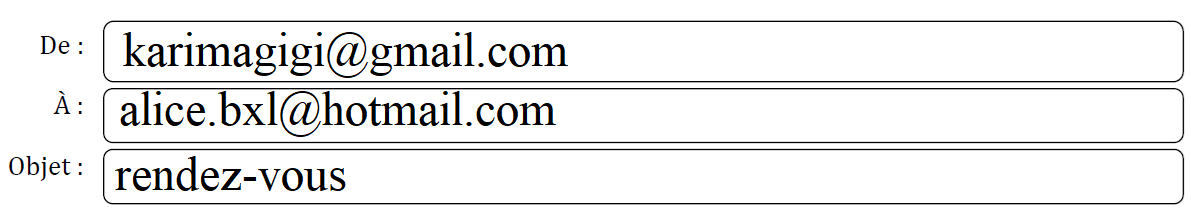 De : karimagigi@gmail.com
À : alice.bxl@hotmail.com
Objet : rendez-vous